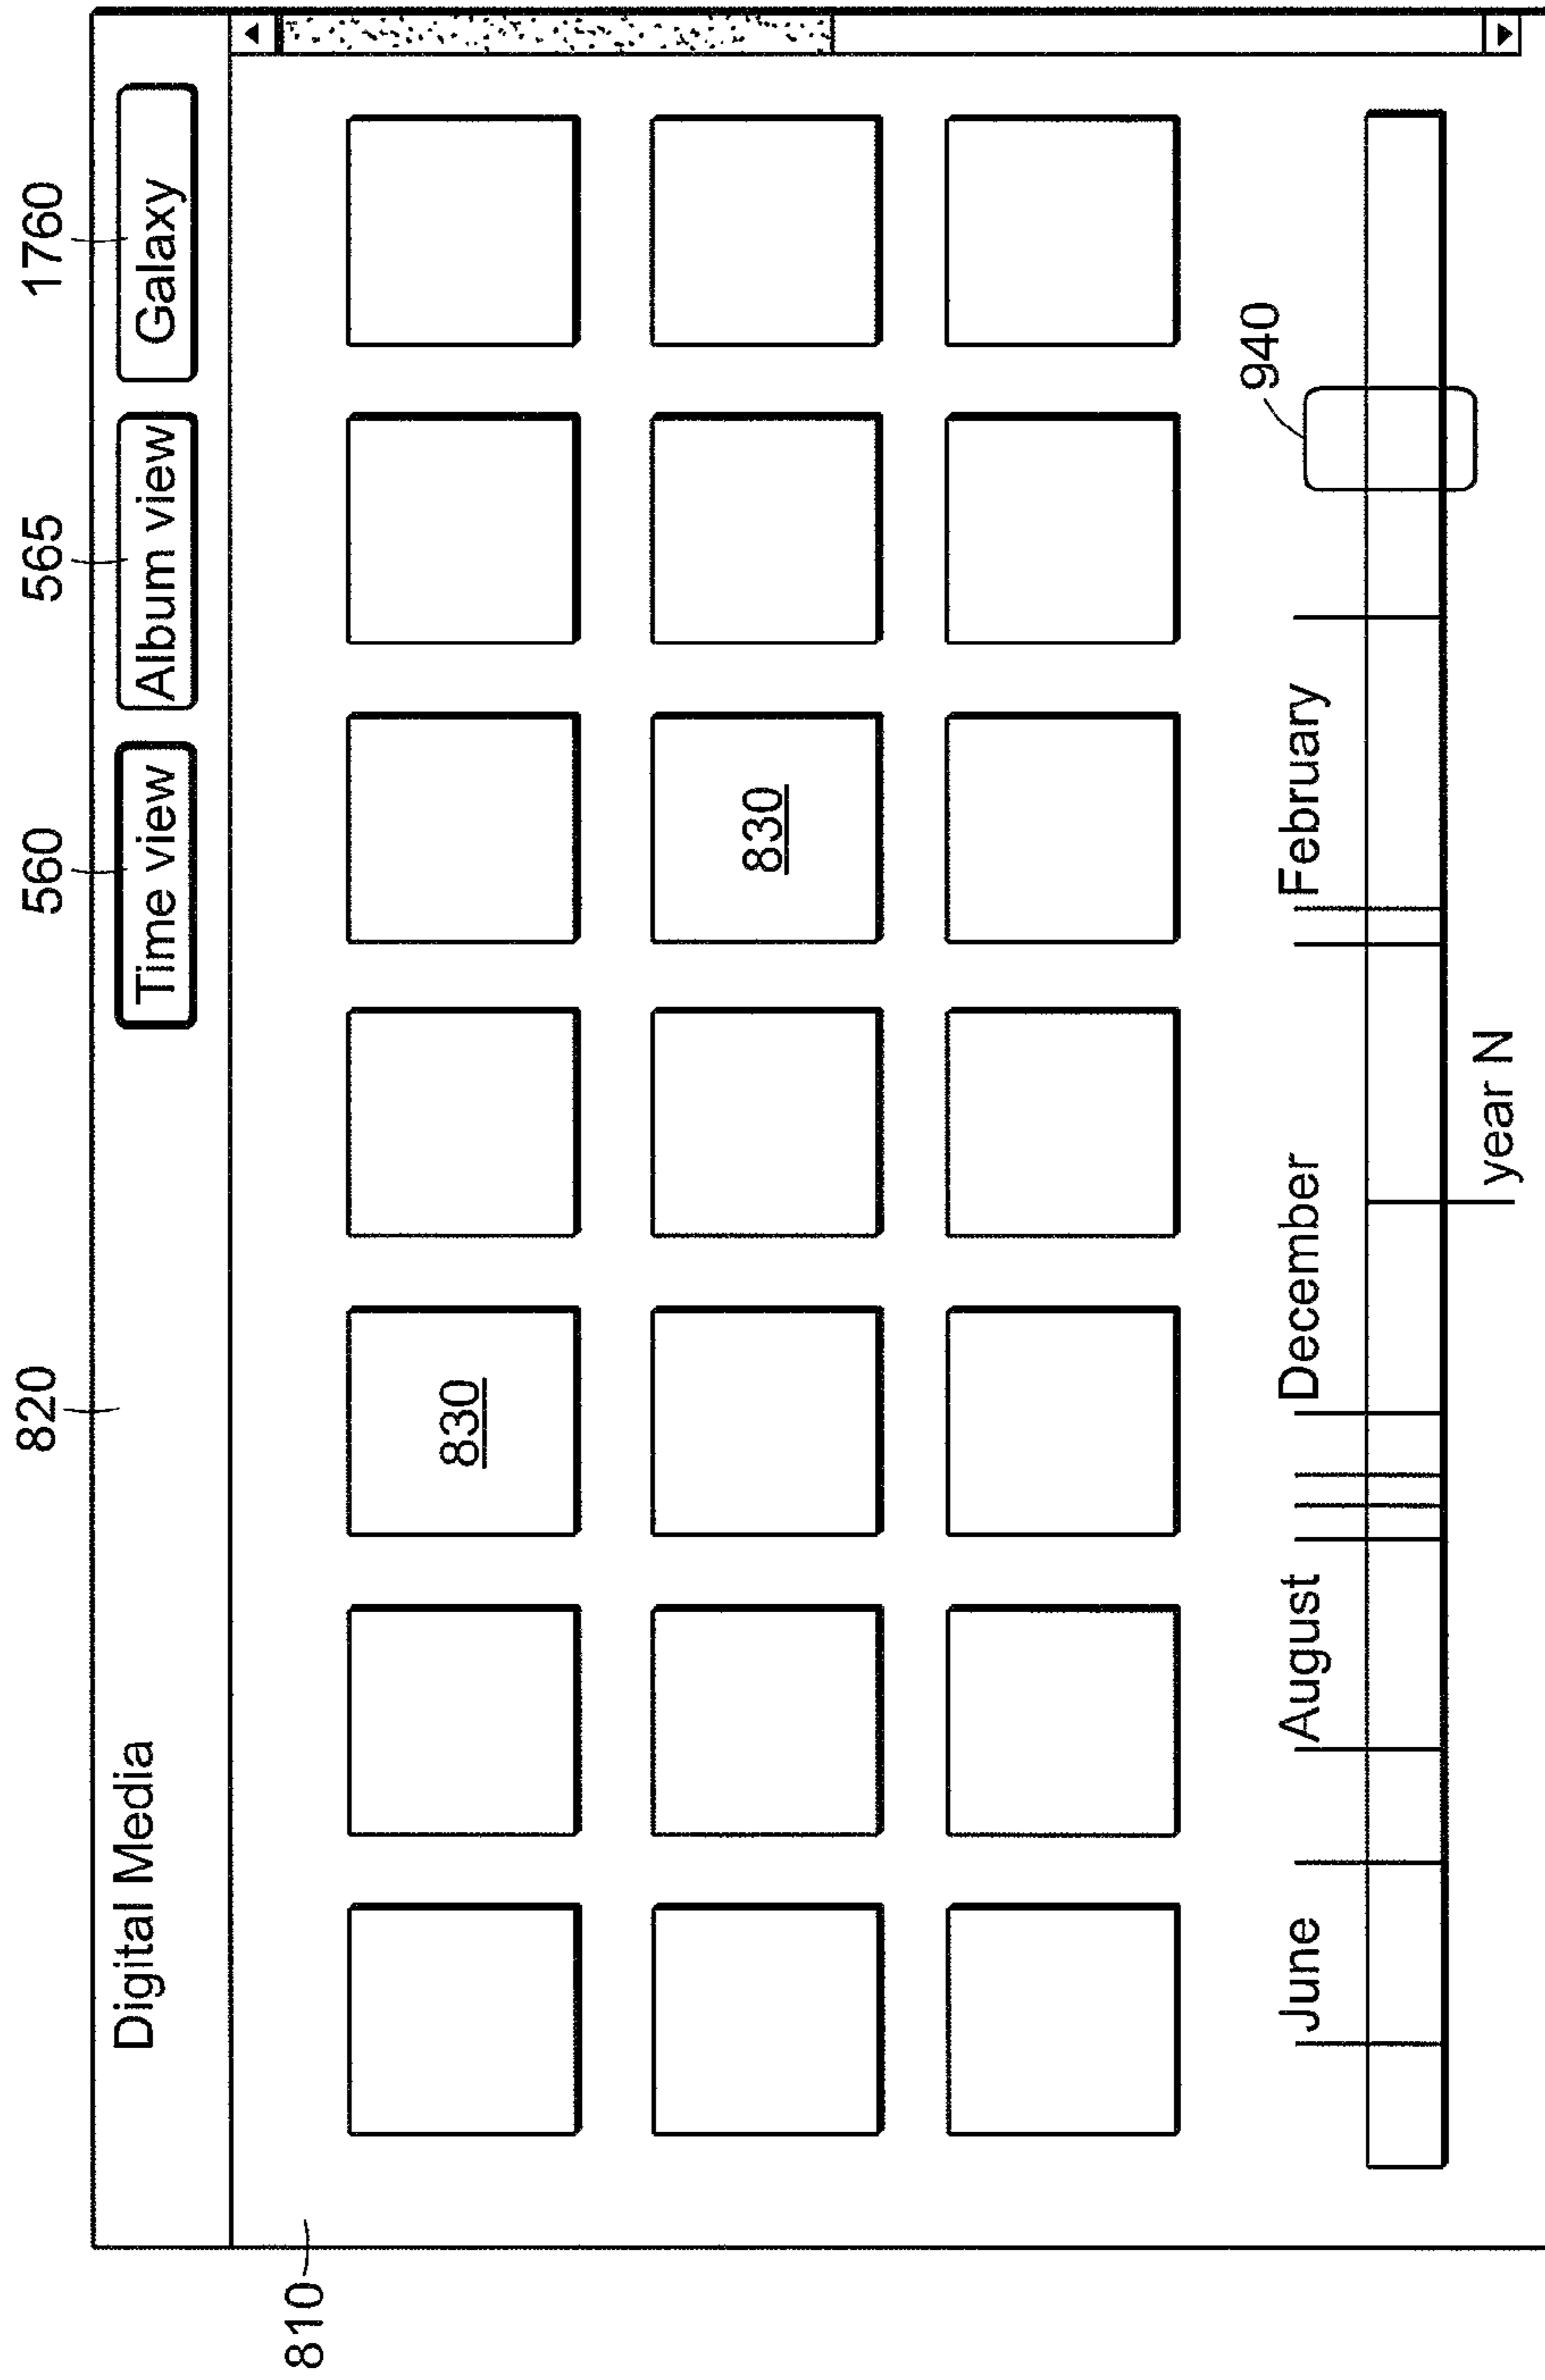 820
560
565
1760
Digital Media
Time view
Album view
Galaxy
810
830
830
940
June
August
December
February
year N